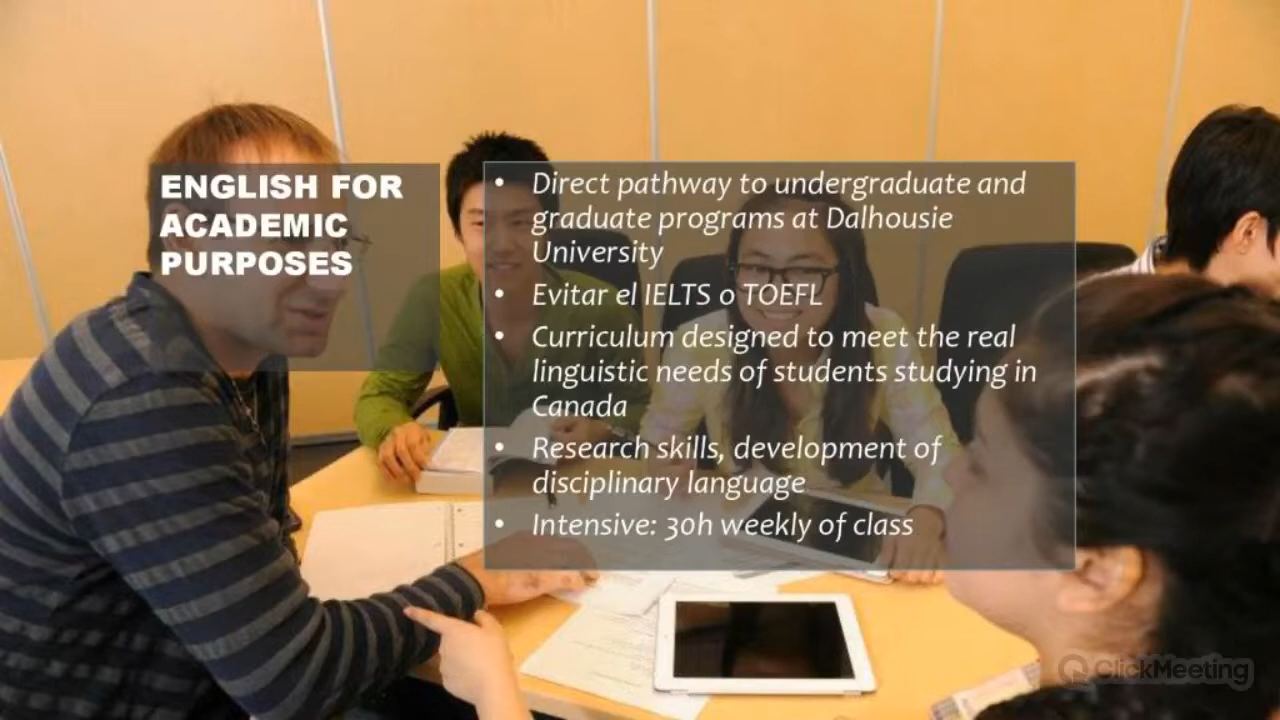 ENGLISH FOR
ACADEMIC
PURPOSES
• Direct pathway to undergraduate and
graduate programs at Dalhousie
University
• Evitar el IELTS o TOEFL
• Curriculum designed to meet the real
linguistic needs of students studying in
Canada
• Research skills, development of
disciplinary language
• Intensive: 30h weekly of class
ClickMeeting